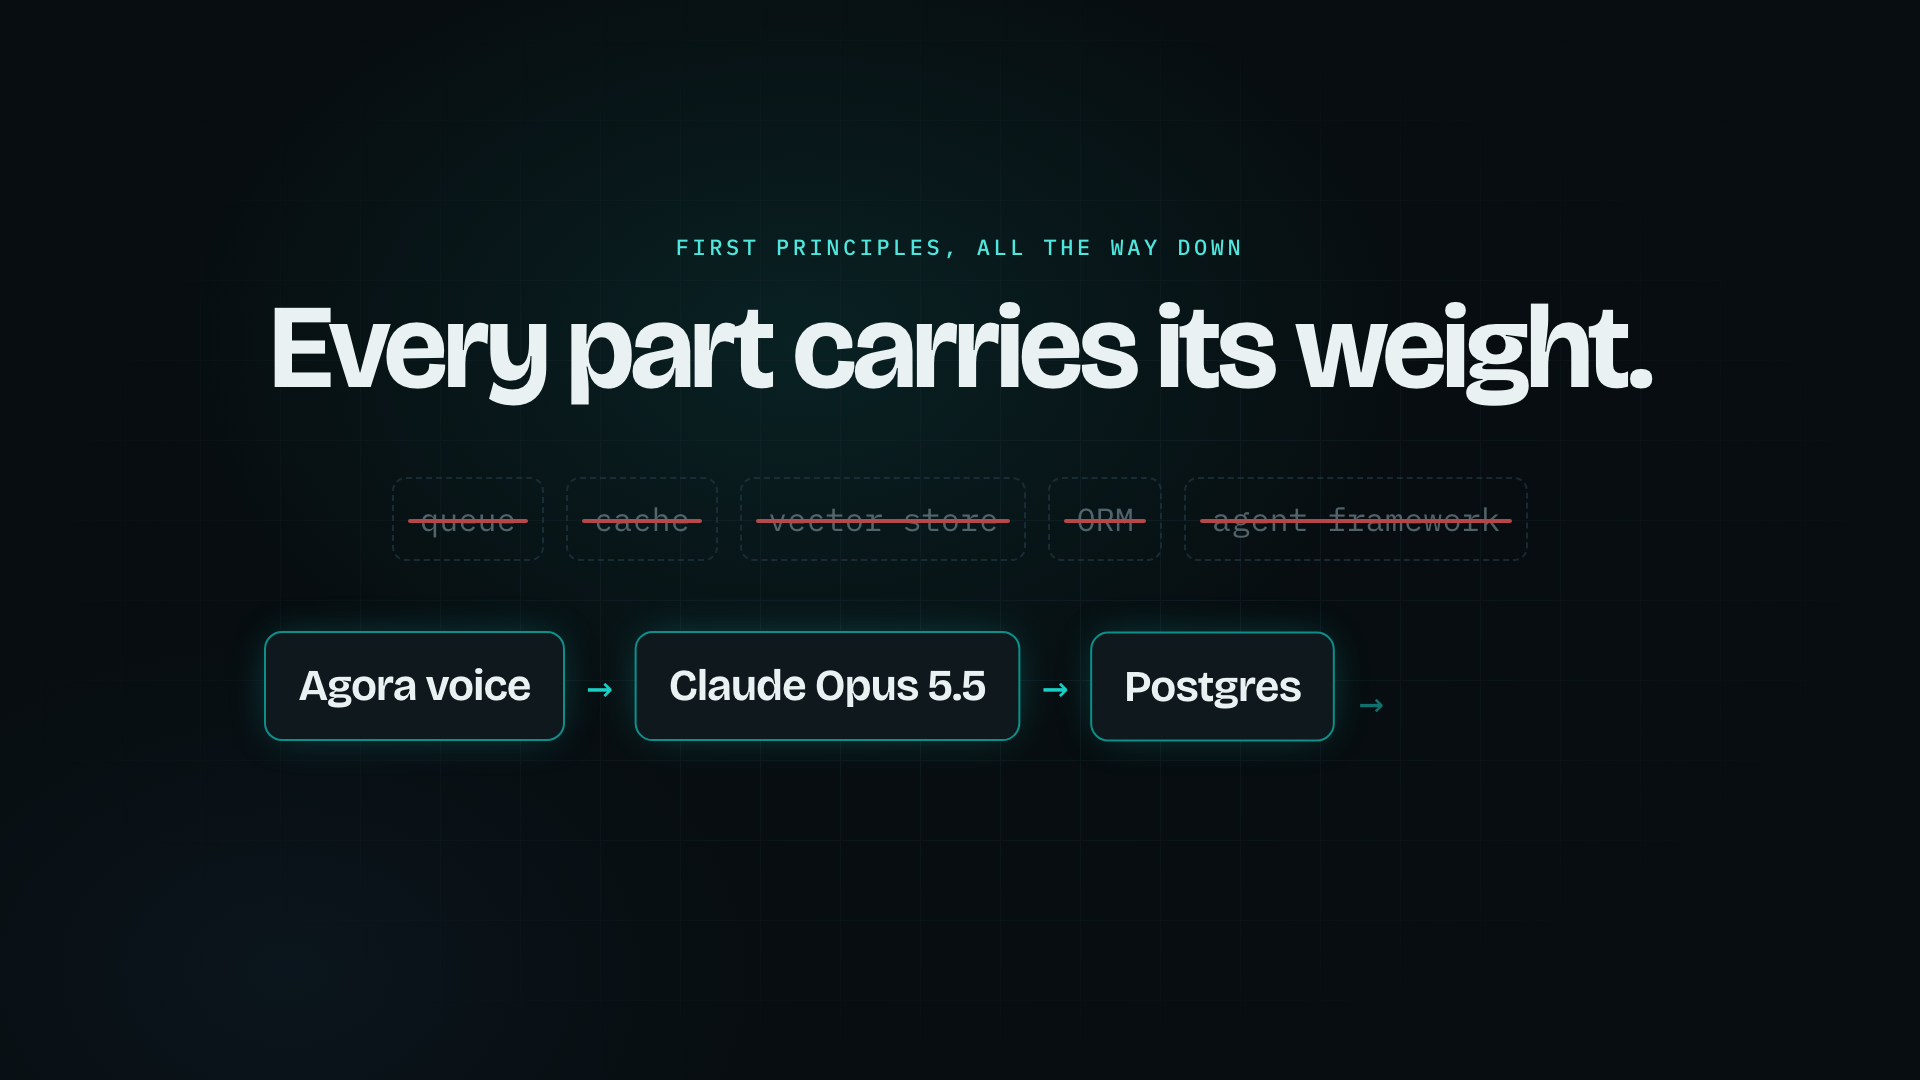 FIRST PRINCIPLES, ALL THE WAY DOWN
Every part carries its weight.
queue cache vector store ORM agent framework
Agora voice → Claude Opus 5.5 → Postgres →